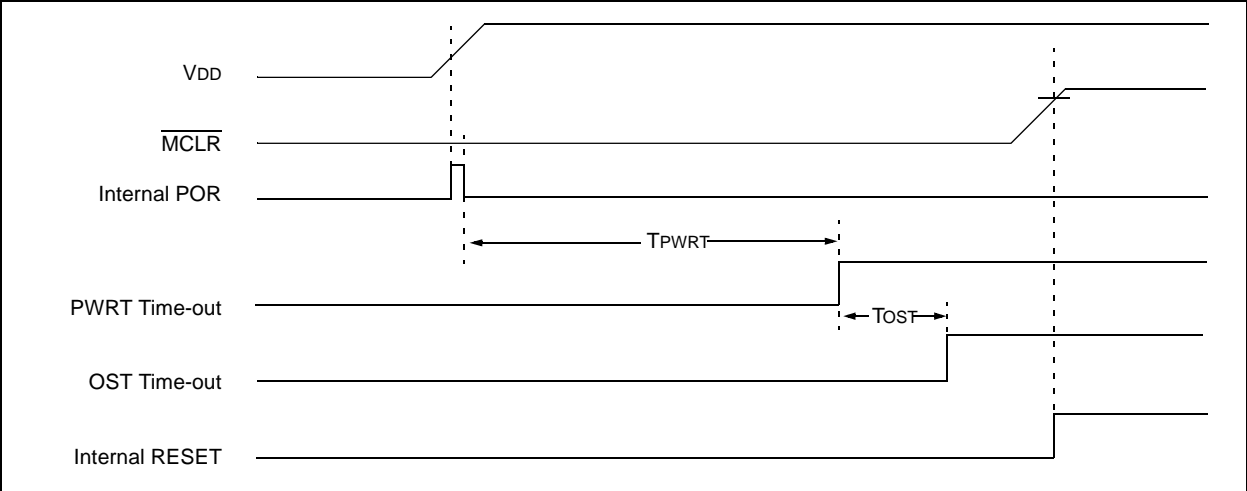 VDD
MCLR
Internal POR
TPWRT
PWRT Time-out
TOST
OST Time-out
Internal RESET